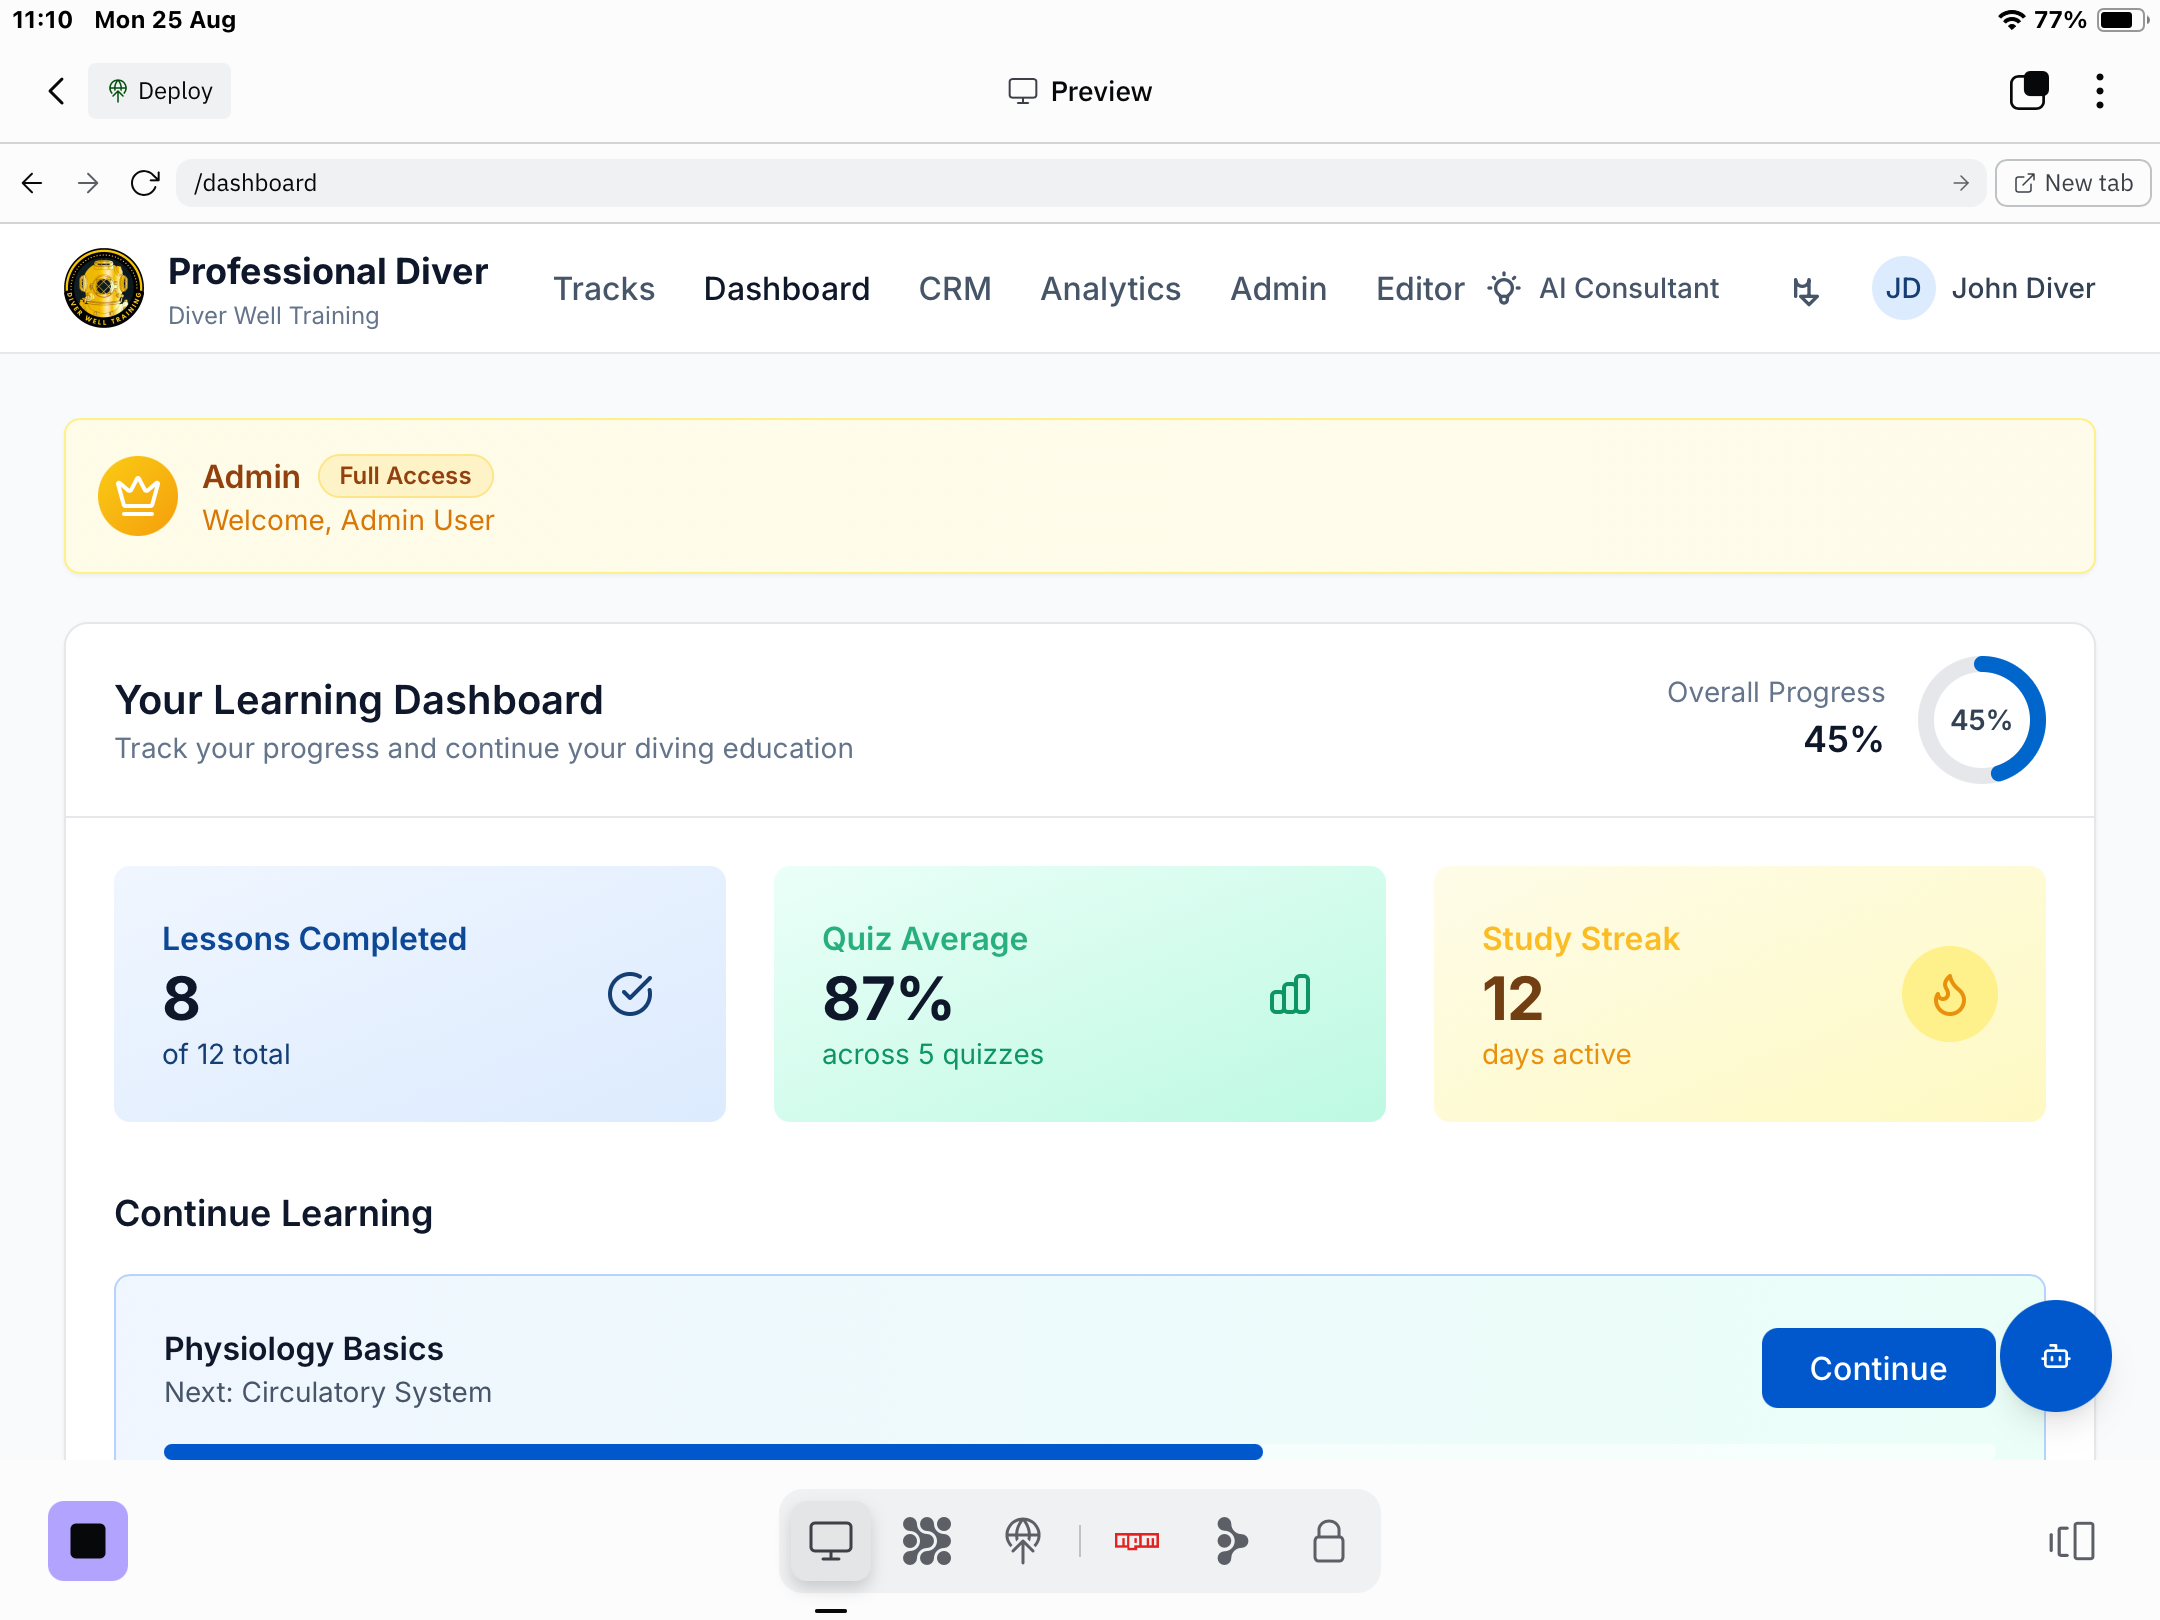 11:10 Mon 25 Aug
77%
Deploy
Preview
/dashboard
New tab
Professional Diver
Diver Well Training
Tracks
Dashboard
CRM
Analytics
Admin
Editor
AI Consultant
JD
John Diver
DIVER WELL TRAINING
Admin
Full Access
Welcome, Admin User
Your Learning Dashboard
Track your progress and continue your diving education
Overall Progress
45%
45%
Lessons Completed
8
of 12 total
Quiz Average
87%
across 5 quizzes
Study Streak
12
days active
Continue Learning
Physiology Basics
Next: Circulatory System
Continue
npm